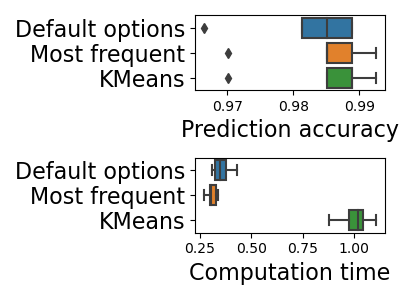 Default options
Most frequent
KMeans
0.97 0.98 0.99
Prediction accuracy
Default options
Most frequent
KMeans
0.25 0.50 0.75 1.00
Computation time